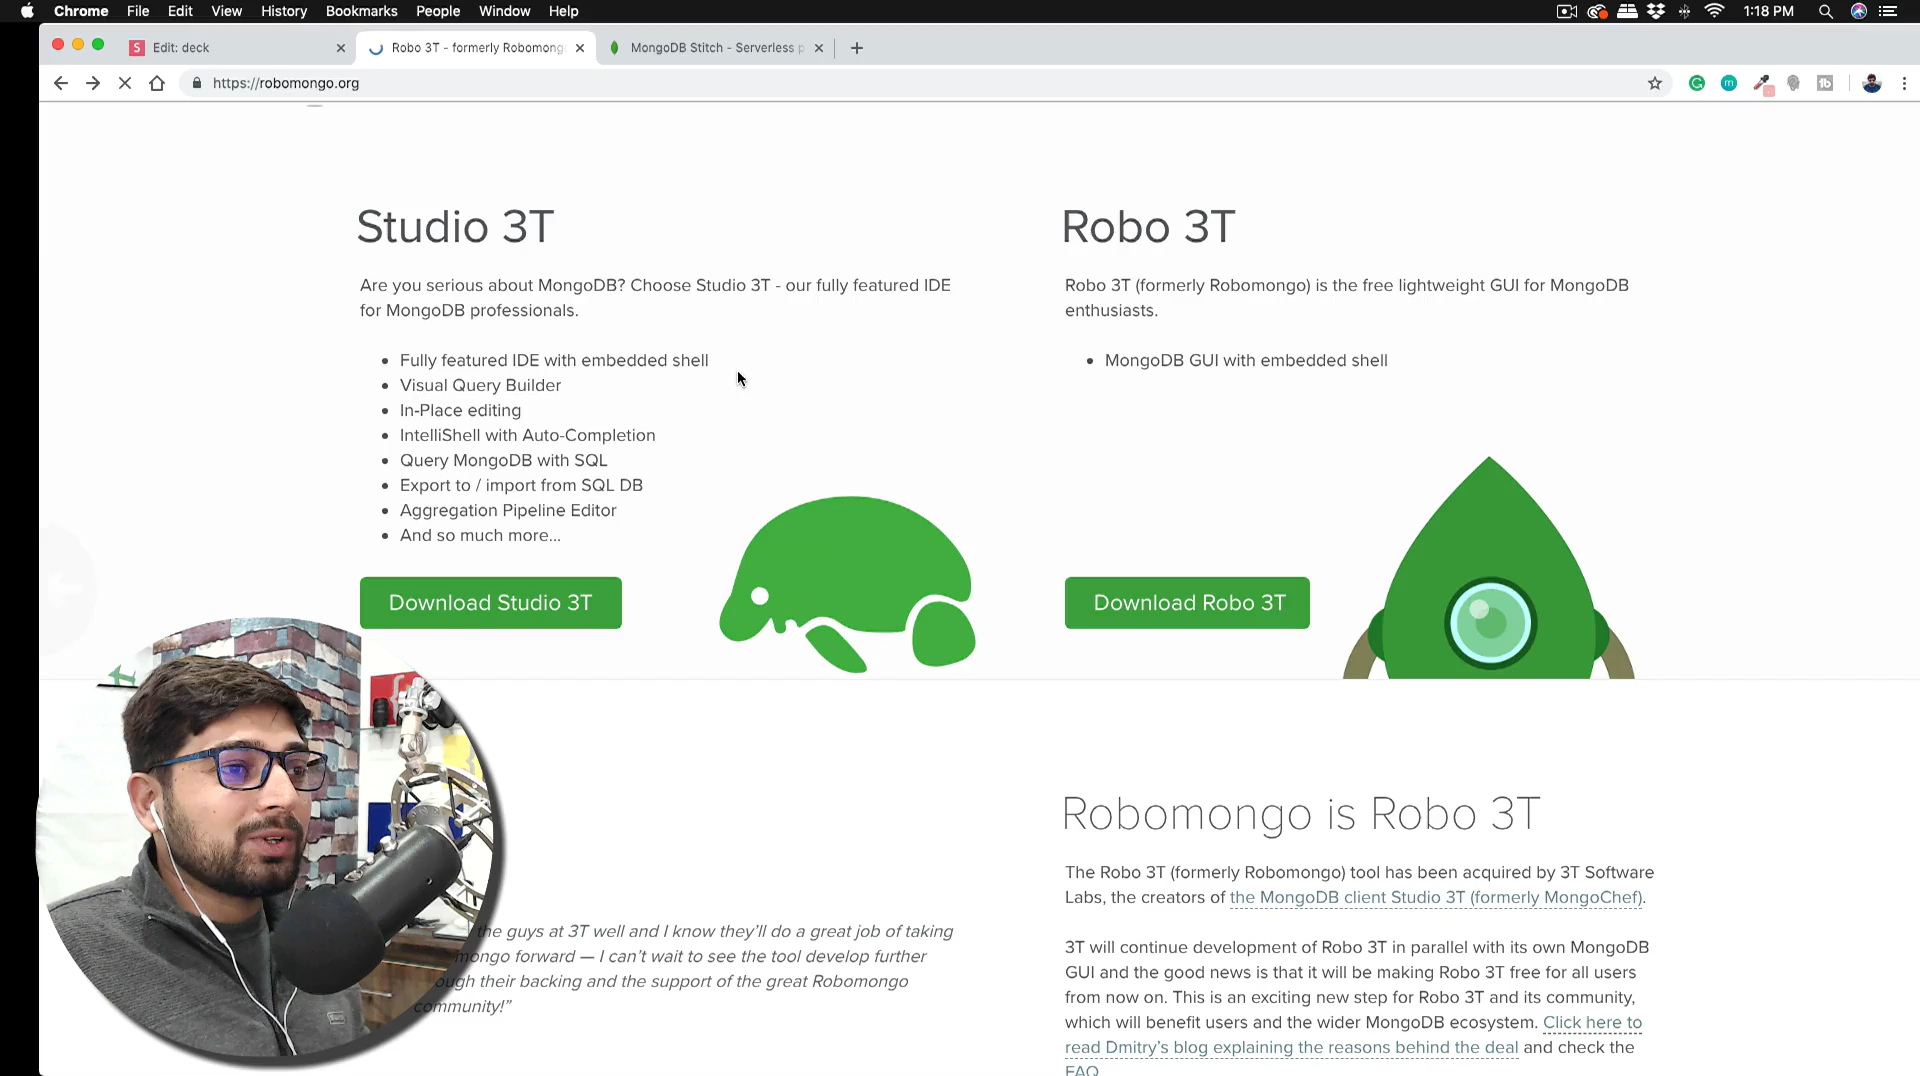 Chrome File Edit View History Bookmarks People Window Help 1:18 PM
S Edit: deck Robo 3T - formerly Robomong MongoDB Stitch - Serverless p
https://robomongo.org
Studio 3T
Are you serious about MongoDB? Choose Studio 3T - our fully featured IDE
for MongoDB professionals.
Fully featured IDE with embedded shell
Visual Query Builder
In-Place editing
IntelliShell with Auto-Completion
Query MongoDB with SQL
Export to / import from SQL DB
Aggregation Pipeline Editor
And so much more...
Download Studio 3T
Robo 3T
Robo 3T (formerly Robomongo) is the free lightweight GUI for MongoDB
enthusiasts.
MongoDB GUI with embedded shell
Download Robo 3T
the guys at 3T well and I know they'll do a great job of taking
mongo forward — I can't wait to see the tool develop further
ough their backing and the support of the great Robomongo
community!”
Robomongo is Robo 3T
The Robo 3T (formerly Robomongo) tool has been acquired by 3T Software
Labs, the creators of the MongoDB client Studio 3T (formerly MongoChef).
3T will continue development of Robo 3T in parallel with its own MongoDB
GUI and the good news is that it will be making Robo 3T free for all users
from now on. This is an exciting new step for Robo 3T and its community,
which will benefit users and the wider MongoDB ecosystem. Click here to
read Dmitry's blog explaining the reasons behind the deal and check the
FAQ